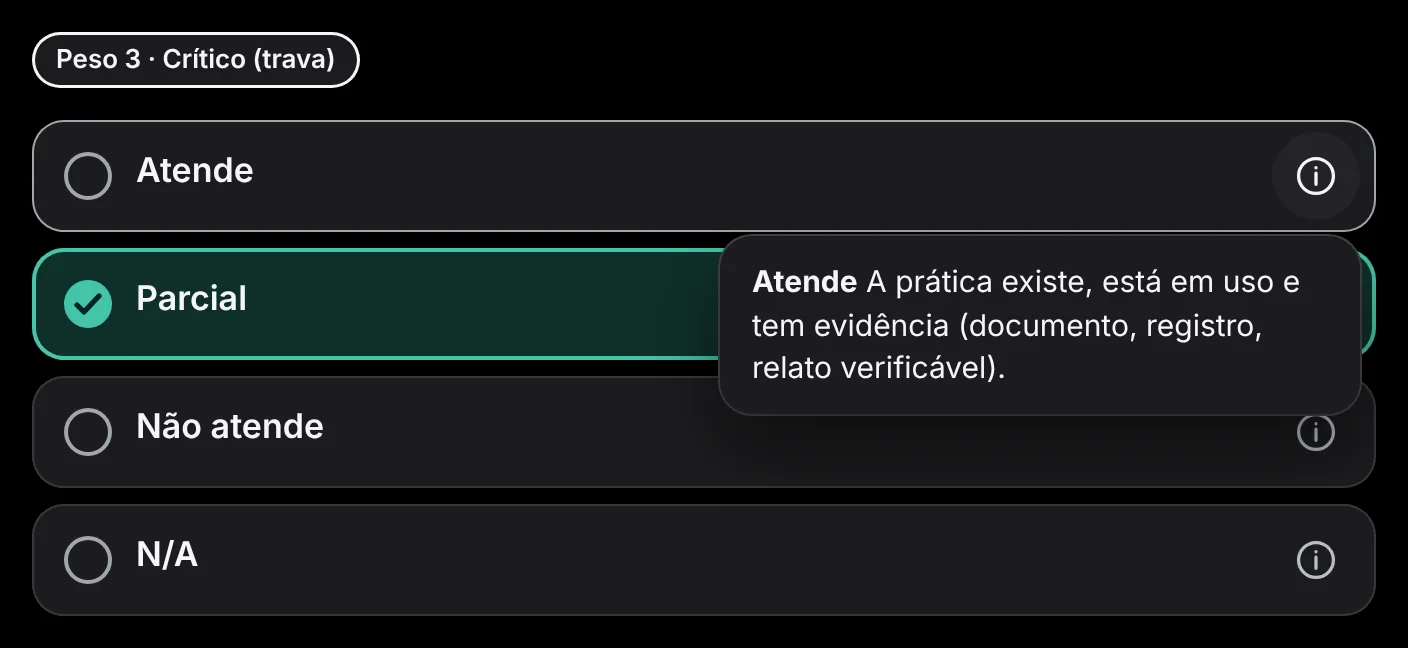 Peso 3 · Crítico (trava)
Atende
Parcial
Atende A prática existe, está em uso e
tem evidência (documento, registro,
relato verificável).
Não atende
N/A